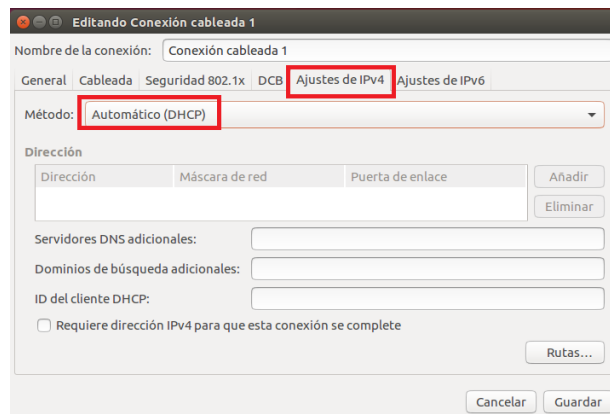 Editando Conexión cableada 1
Nombre de la conexión: Conexión cableada 1
General Cableada Seguridad 802.1x DCB Ajustes de IPv4 Ajustes de IPv6
Método: Automático (DHCP)
Dirección
Dirección Máscara de red Puerta de enlace Añadir
Eliminar
Servidores DNS adicionales:
Dominios de búsqueda adicionales:
ID del cliente DHCP:
Requiere dirección IPv4 para que esta conexión se complete
Rutas...
Cancelar Guardar